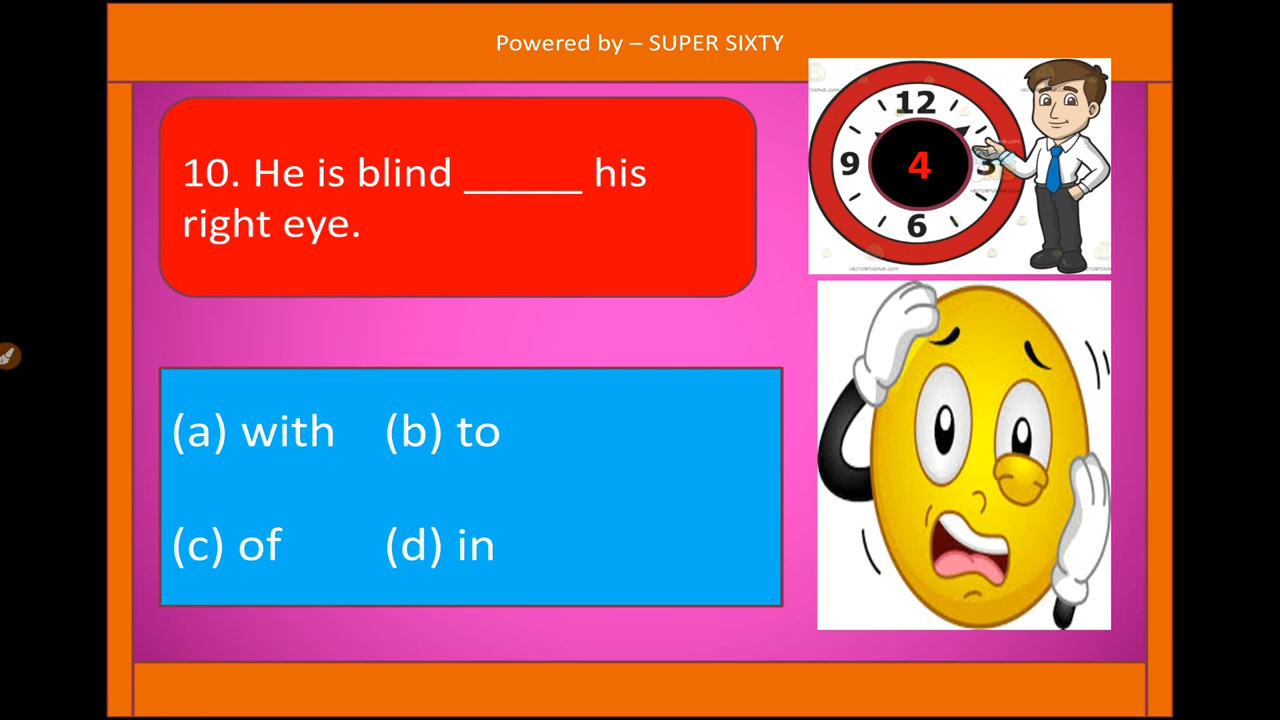 Powered by – SUPER SIXTY
10. He is blind _____ his
right eye.
12
9
4
3
6
(a) with (b) to
(c) of (d) in